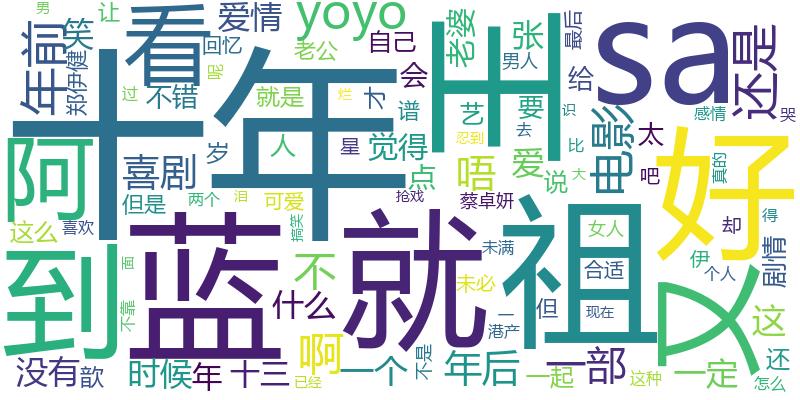 男 让 爱情 yoyo 老婆 张 最后 sa 还是
年前 笑 看 回忆 老公 自己 男人
郑伊健 不错 呢 会 王 给
过 就是 烂 才 谱 艺 要 识 感情 哭
十年 岁 人 星 觉得 忍到 去 电影 太 好
阿 喜剧 点 唔 爱 说 比 大 吧 真的
但是 两个 泪 可爱 抢戏 蔡卓妍 女人 却 得
这么 喜欢 搞笑 未满 祖 伊 剧情
到 面 蓝 不 就 未必 合适 个人 又
不靠 什么 但 现在 这
啊 一 港产
没有 歆 时候 年 十三 一个 不是 年后 一起 一部 这种 一定 还
已经 怎么